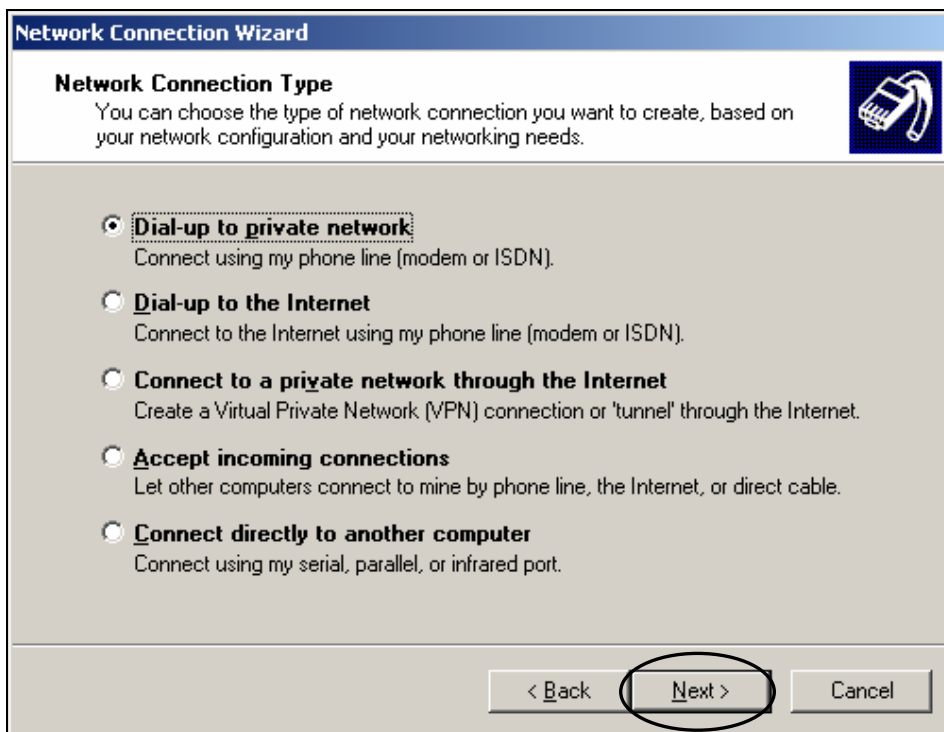 Network Connection Wizard
Network Connection Type
You can choose the type of network connection you want to create, based on
your network configuration and your networking needs.
Dial-up to private network
Connect using my phone line (modem or ISDN).
Dial-up to the Internet
Connect to the Internet using my phone line (modem or ISDN).
Connect to a private network through the Internet
Create a Virtual Private Network (VPN) connection or 'tunnel' through the Internet.
Accept incoming connections
Let other computers connect to mine by phone line, the Internet, or direct cable.
Connect directly to another computer
Connect using my serial, parallel, or infrared port.
< Back Next > Cancel